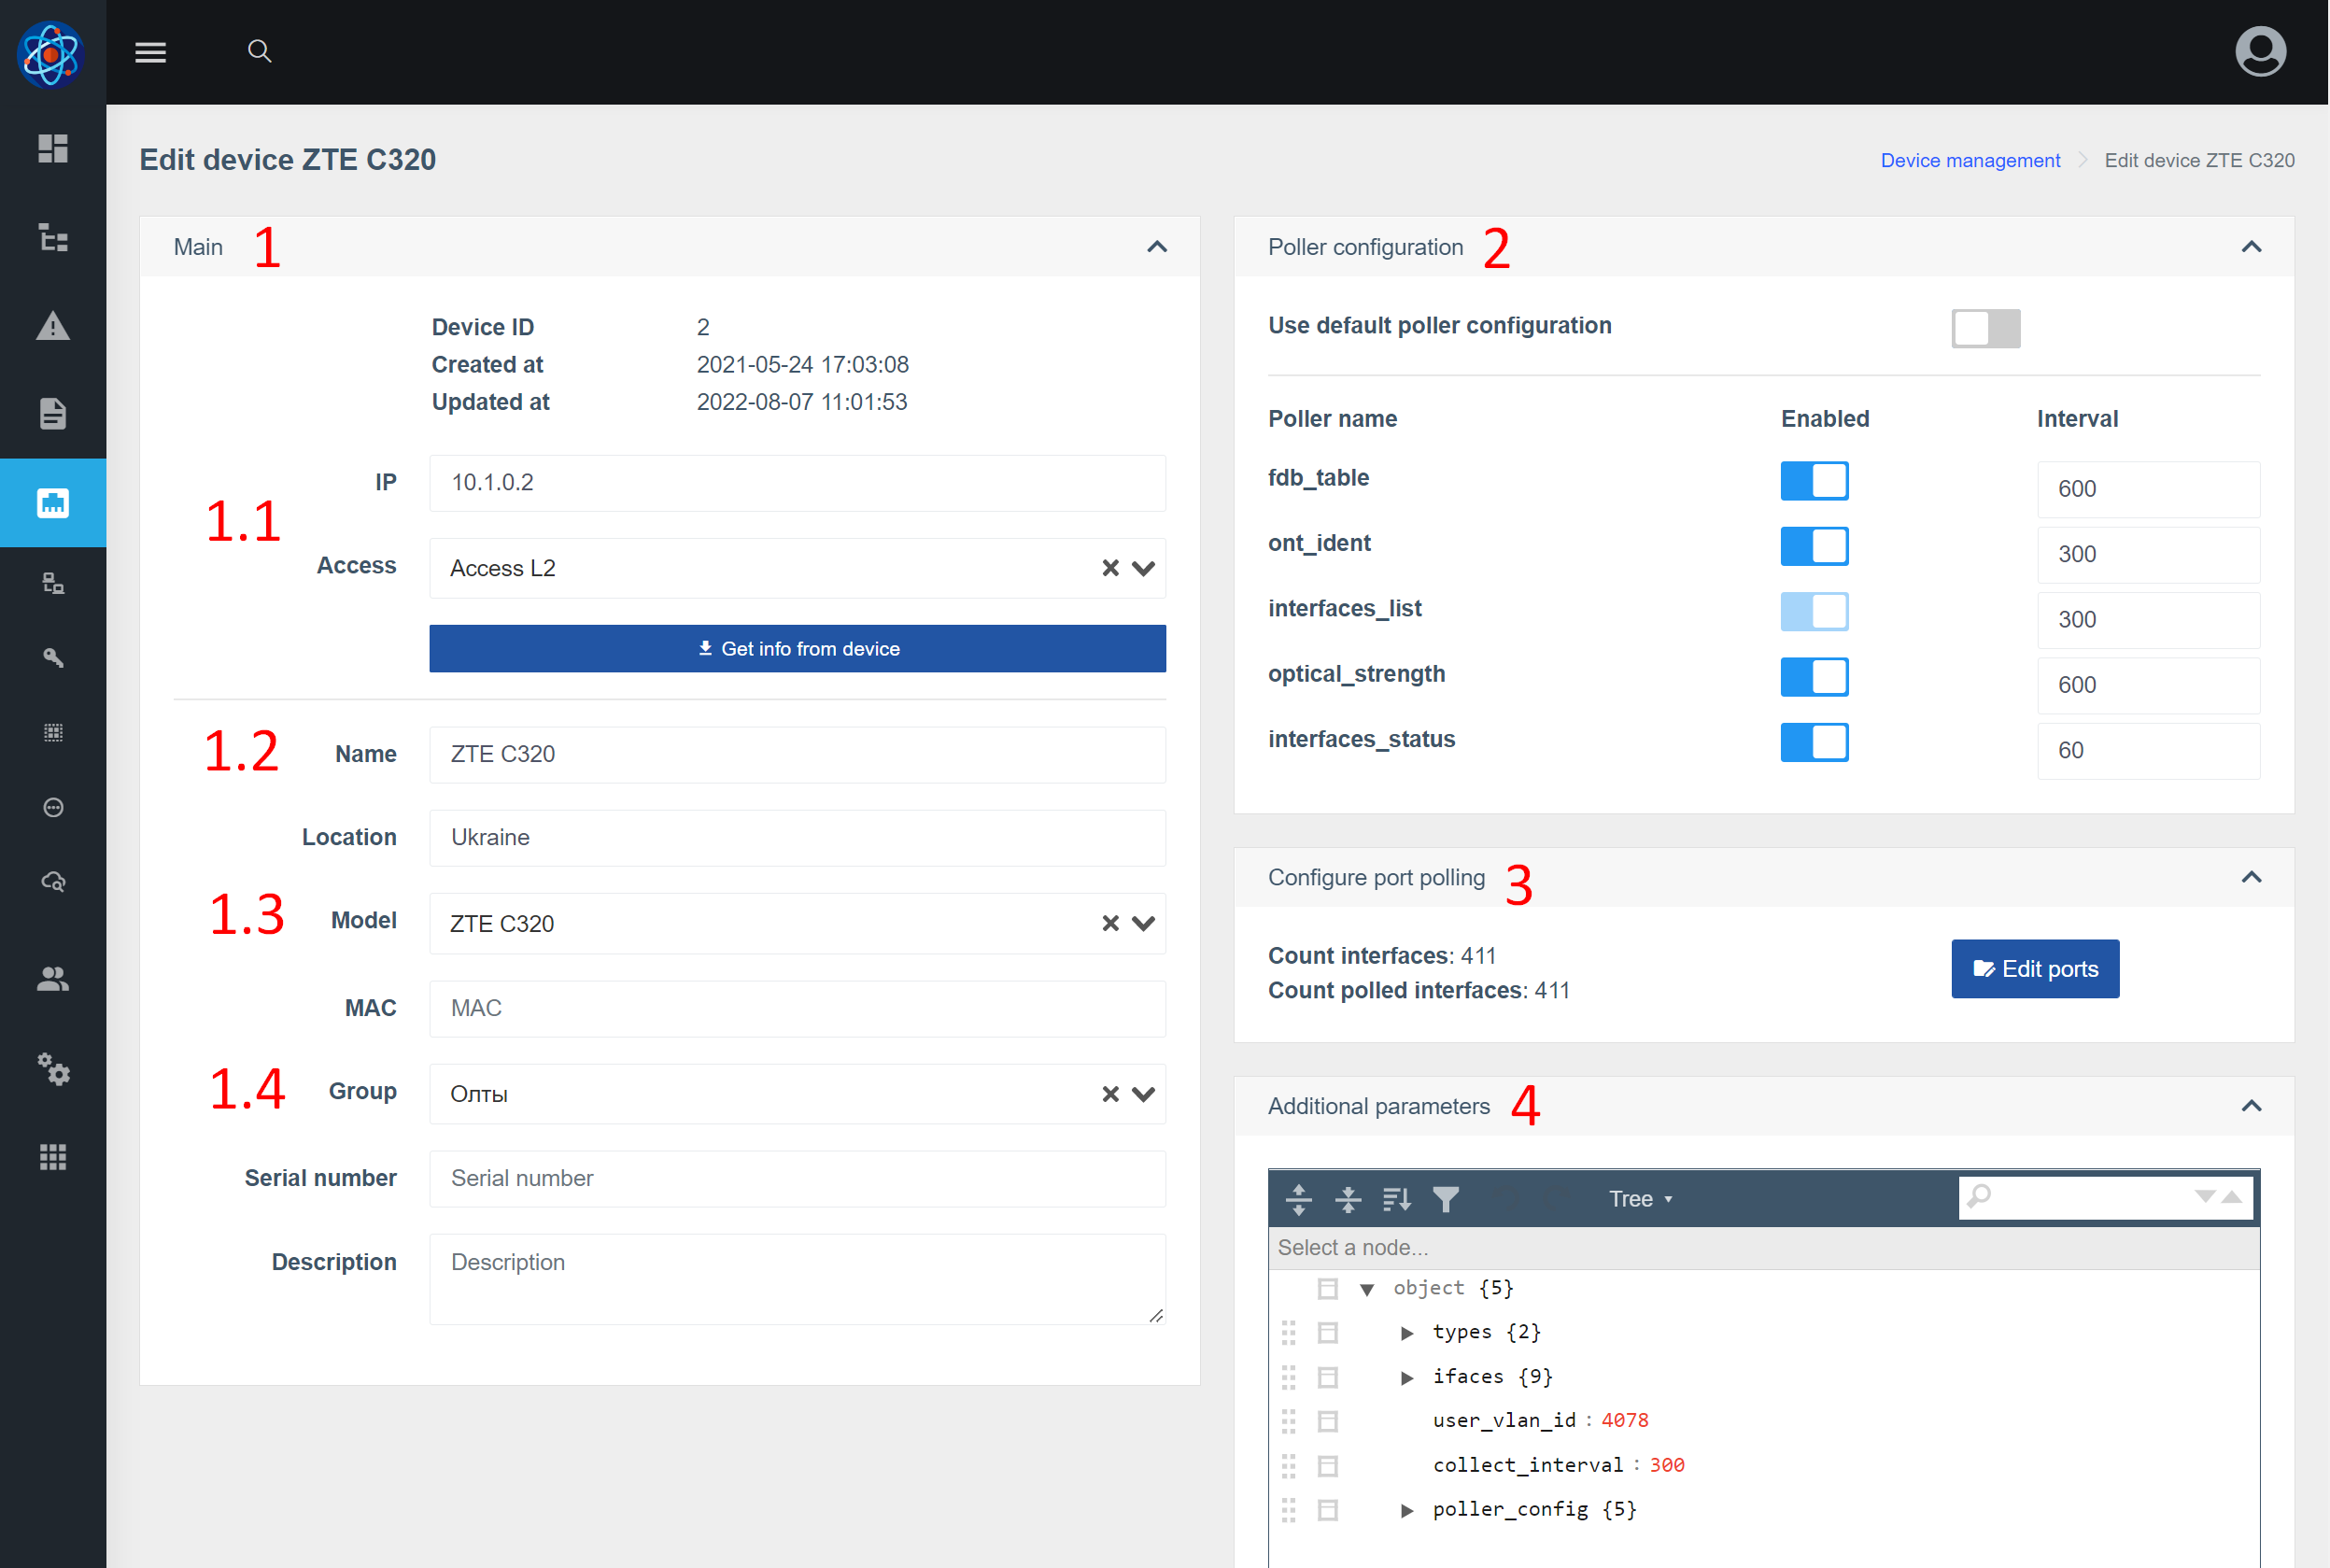 Edit device ZTE C320
Device management Edit device ZTE C320
Main 1
Device ID 2
Created at 2021-05-24 17:03:08
Updated at 2022-08-07 11:01:53
1.1
IP 10.1.0.2
Access Access L2
Get info from device
1.2 Name ZTE C320
Location Ukraine
1.3 Model ZTE C320
MAC MAC
1.4 Group Олты
Serial number Serial number
Description Description
Poller configuration 2
Use default poller configuration
Poller name Enabled Interval
fdb_table 600
ont_ident 300
interfaces_list 300
optical_strength 600
interfaces_status 60
Configure port polling 3
Count interfaces: 411
Count polled interfaces: 411
Edit ports
Additional parameters 4
Tree
Select a node...
object {5}
types {2}
ifaces {9}
user_vlan_id : 4078
collect_interval : 300
poller_config {5}